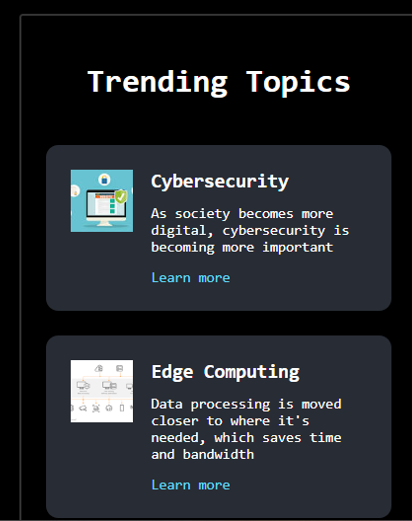 Trending Topics
Cybersecurity
As society becomes more
digital, cybersecurity is
becoming more important
Learn more
Edge Computing
Data processing is moved
closer to where it's
needed, which saves time
and bandwidth
Learn more